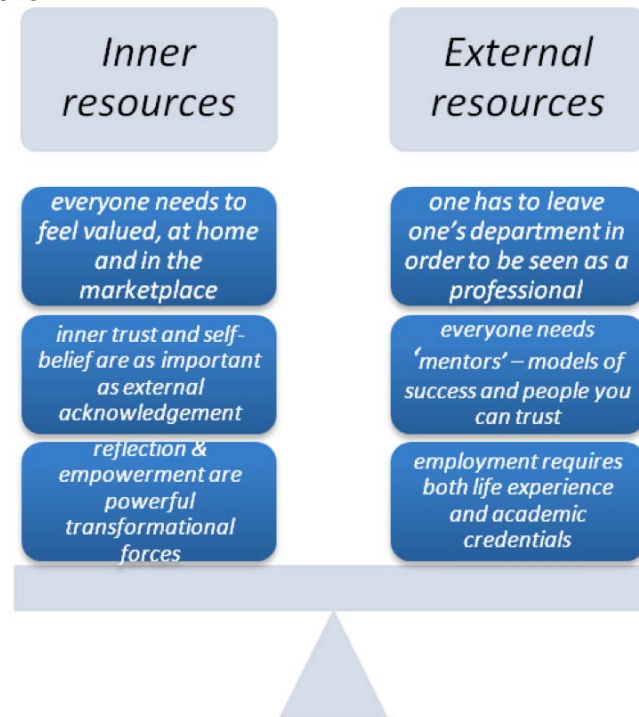 Inner
resources
everyone needs to
feel valued, at home
and in the
marketplace
inner trust and self-
belief are as important
as external
acknowledgement
reflection &
empowerment are
powerful
transformational
forces
External
resources
one has to leave
one's department in
order to be seen as a
professional
everyone needs
'mentors' – models of
success and people you
can trust
employment requires
both life experience
and academic
credentials